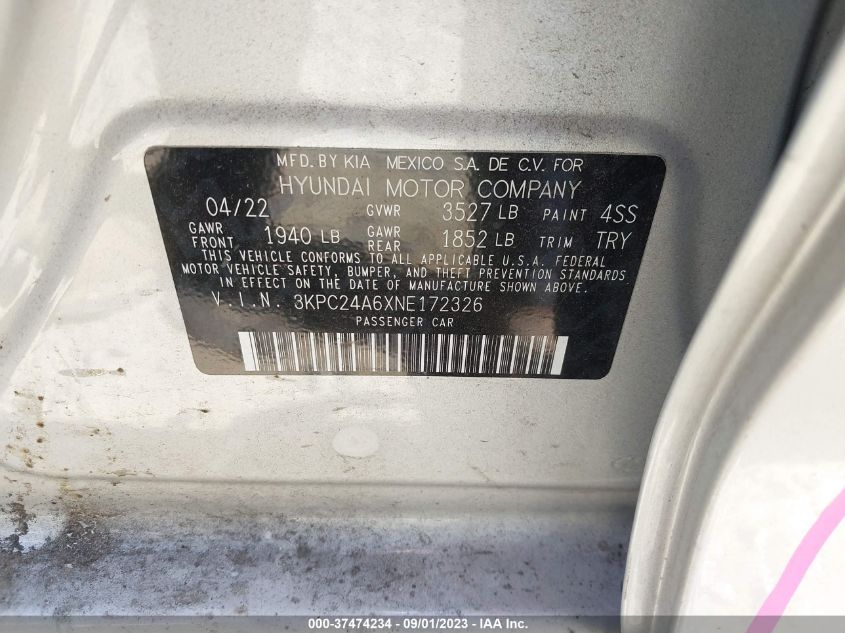 MFD. BY KIA MEXICO S.A. DE C.V. FOR
HYUNDAI MOTOR COMPANY
04/22 GVWR 3527 LB PAINT 4SS
GAWR FRONT 1940 LB GAWR REAR 1852 LB TRIM TRY
THIS VEHICLE CONFORMS TO ALL APPLICABLE U.S.A. FEDERAL
MOTOR VEHICLE SAFETY, BUMPER, AND THEFT PREVENTION STANDARDS
IN EFFECT ON THE DATE OF MANUFACTURE SHOWN ABOVE.
V. I. N. 3KPC24A6XNE172326
PASSENGER CAR
000-37474234 - 09/01/2023 - IAA Inc.